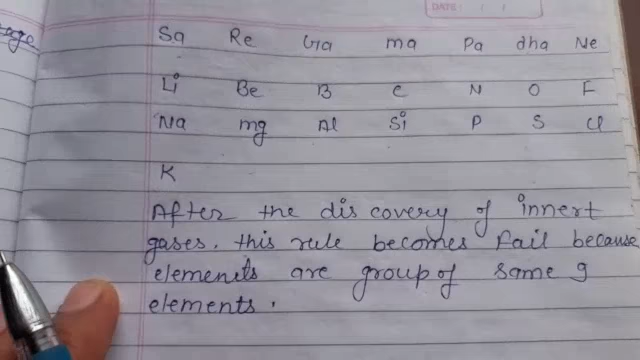 DATE:
Sa Re Ga ma Pa dha Ne
Li Be B C N O F
Na mg Al Si P S Cl
K
After the discovery of innert
gases. this rule becomes fail because
elements are group of same 9
elements.